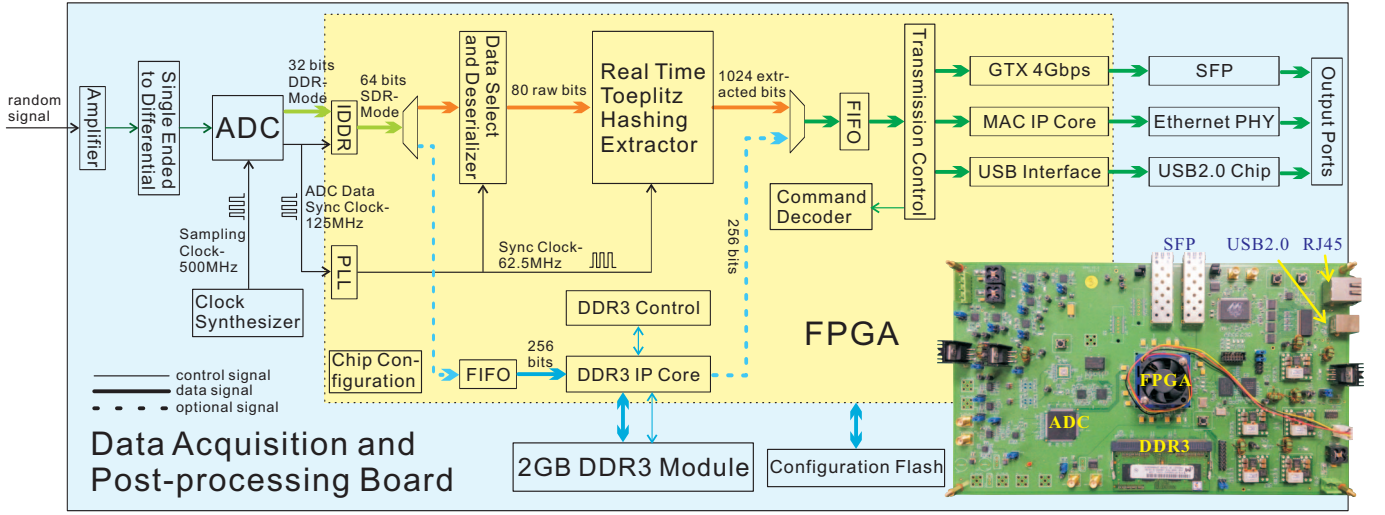 random
signal
Amplifier
Single Ended
to Differential
ADC
32 bits
DDR-
Mode
IDDR
64 bits
SDR-
Mode
Data Select
and Deserializer
80 raw bits
Real Time
Toeplitz
Hashing
Extractor
1024 extr-
acted bits
FIFO
Transmission Control
GTX 4Gbps
SFP
MAC IP Core
Ethernet PHY
USB Interface
USB2.0 Chip
Output Ports
Command
Decoder
ADC Data
Sync Clock-
125MHz
Sampling
Clock-
500MHz
Clock
Synthesizer
PLL
Sync Clock-
62.5MHz
256 bits
DDR3 Control
FPGA
Chip Con-
figuration
FIFO
256
bits
DDR3 IP Core
control signal
data signal
optional signal
Data Acquisition and
Post-processing Board
2GB DDR3 Module
Configuration Flash
SFP
USB2.0
RJ45
FPGA
ADC
DDR3